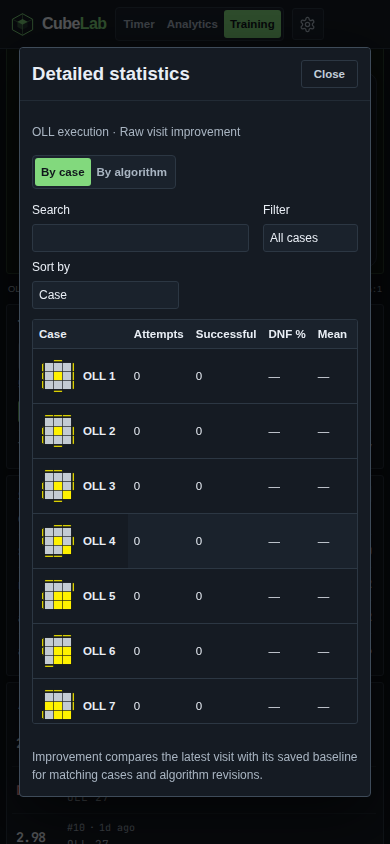 CubeLab Timer Analytics Training
Detailed statistics Close
OLL execution · Raw visit improvement
By case By algorithm
Search Filter
All cases
Sort by
Case
Case Attempts Successful DNF % Mean
OLL 1 0 0 — —
OLL 2 0 0 — —
OLL 3 0 0 — —
OLL 4 0 0 — —
OLL 5 0 0 — —
OLL 6 0 0 — —
OLL 7 0 0 — —
Improvement compares the latest visit with its saved baseline
for matching cases and algorithm revisions.
OLL 27
#10 · 1d ago
2.98
OLL 27